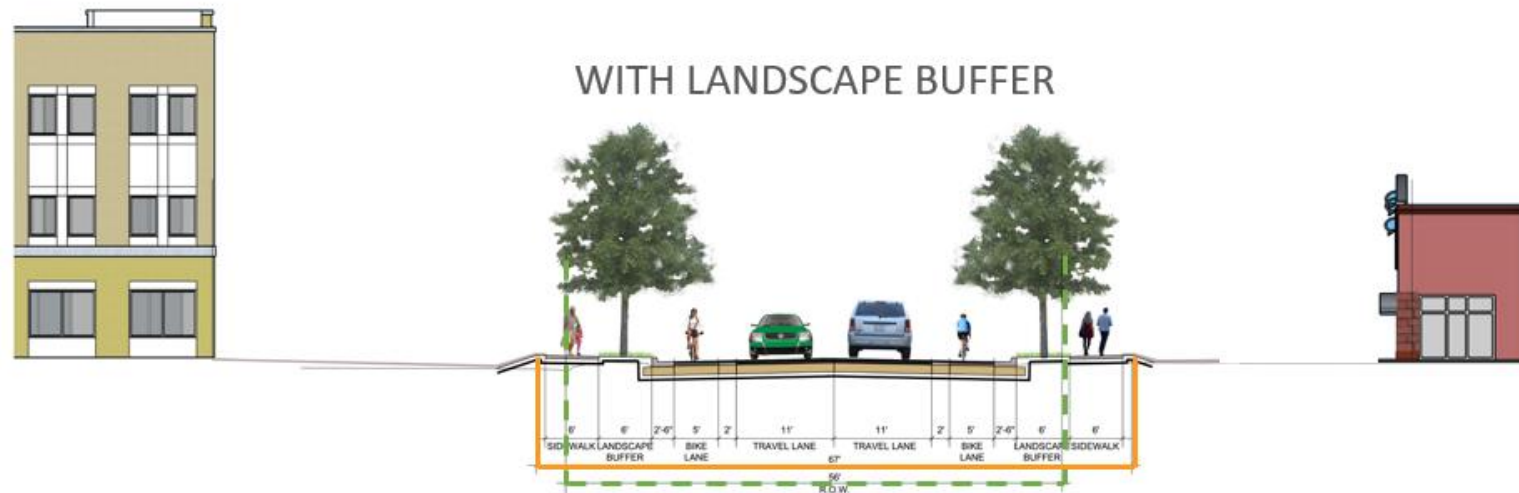 WITH LANDSCAPE BUFFER
6' 6' 2'-6" 5' 2' 11' 11' 2' 5' 2'-6" 6' 6'
SIDEWALK LANDSCAPE BUFFER BIKE LANE TRAVEL LANE TRAVEL LANE BIKE LANE LANDSCAPE BUFFER SIDEWALK
67'
56'
R.O.W.